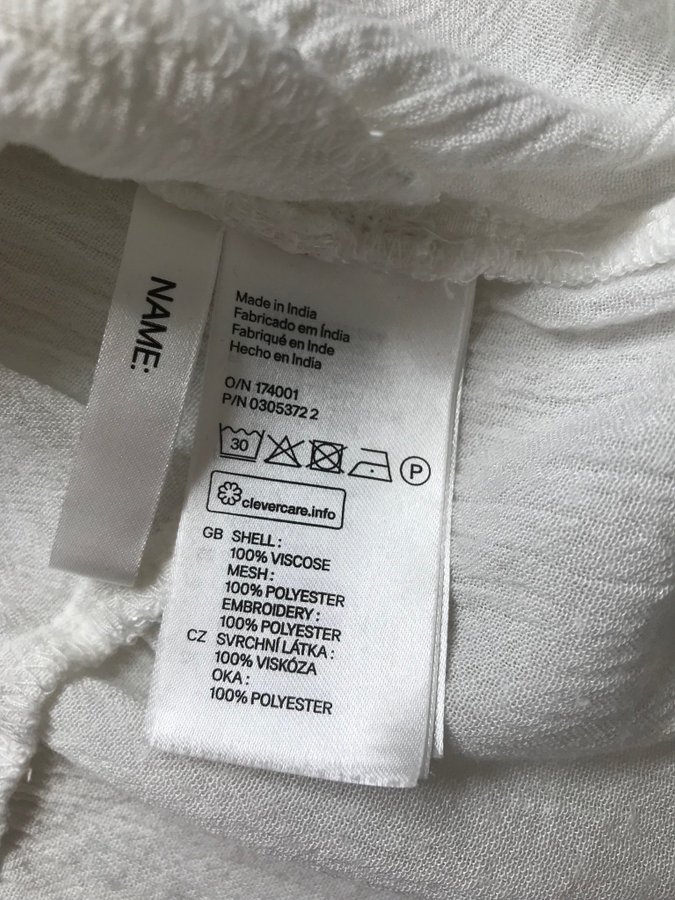 NAME:
Made in India
Fabricado em Índia
Fabriqué en Inde
Hecho en India
O/N 174001
P/N 0305372 2
30
P
clevercare.info
GB SHELL:
100% VISCOSE
MESH:
100% POLYESTER
EMBROIDERY:
100% POLYESTER
CZ SVRCHNÍ LÁTKA:
100% VISKÓZA
OKA:
100% POLYESTER